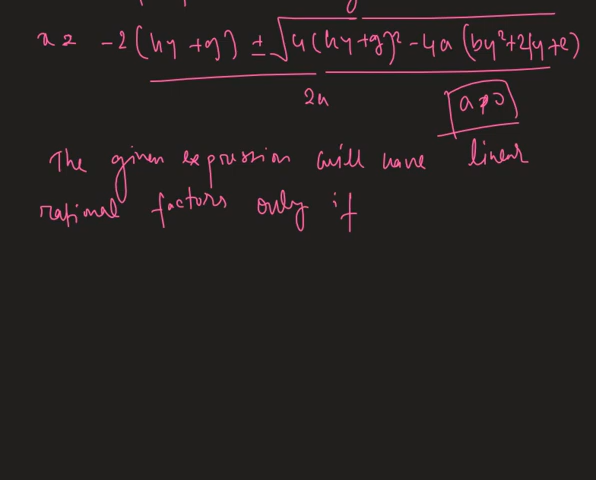 x = -2(hy+g) ± √4(hy+g)² - 4a (by²+2fy+c)
2a
a≠0
The given expression will have linear
rational factors only if